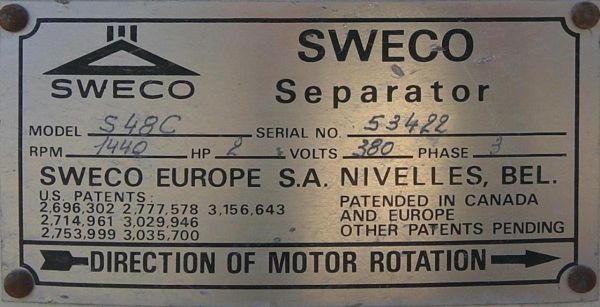 SWECO
SWECO
Separator
MODEL S48C SERIAL NO. 53422
RPM 1440 HP 2 VOLTS 380 PHASE 3
SWECO EUROPE S.A. NIVELLES, BEL.
U.S. PATENTS:
2,696,302 2,777,578 3,156,643
2,714,961 3,029,946
2,753,999 3,035,700
PATENTED IN CANADA
AND EUROPE
OTHER PATENTS PENDING
DIRECTION OF MOTOR ROTATION